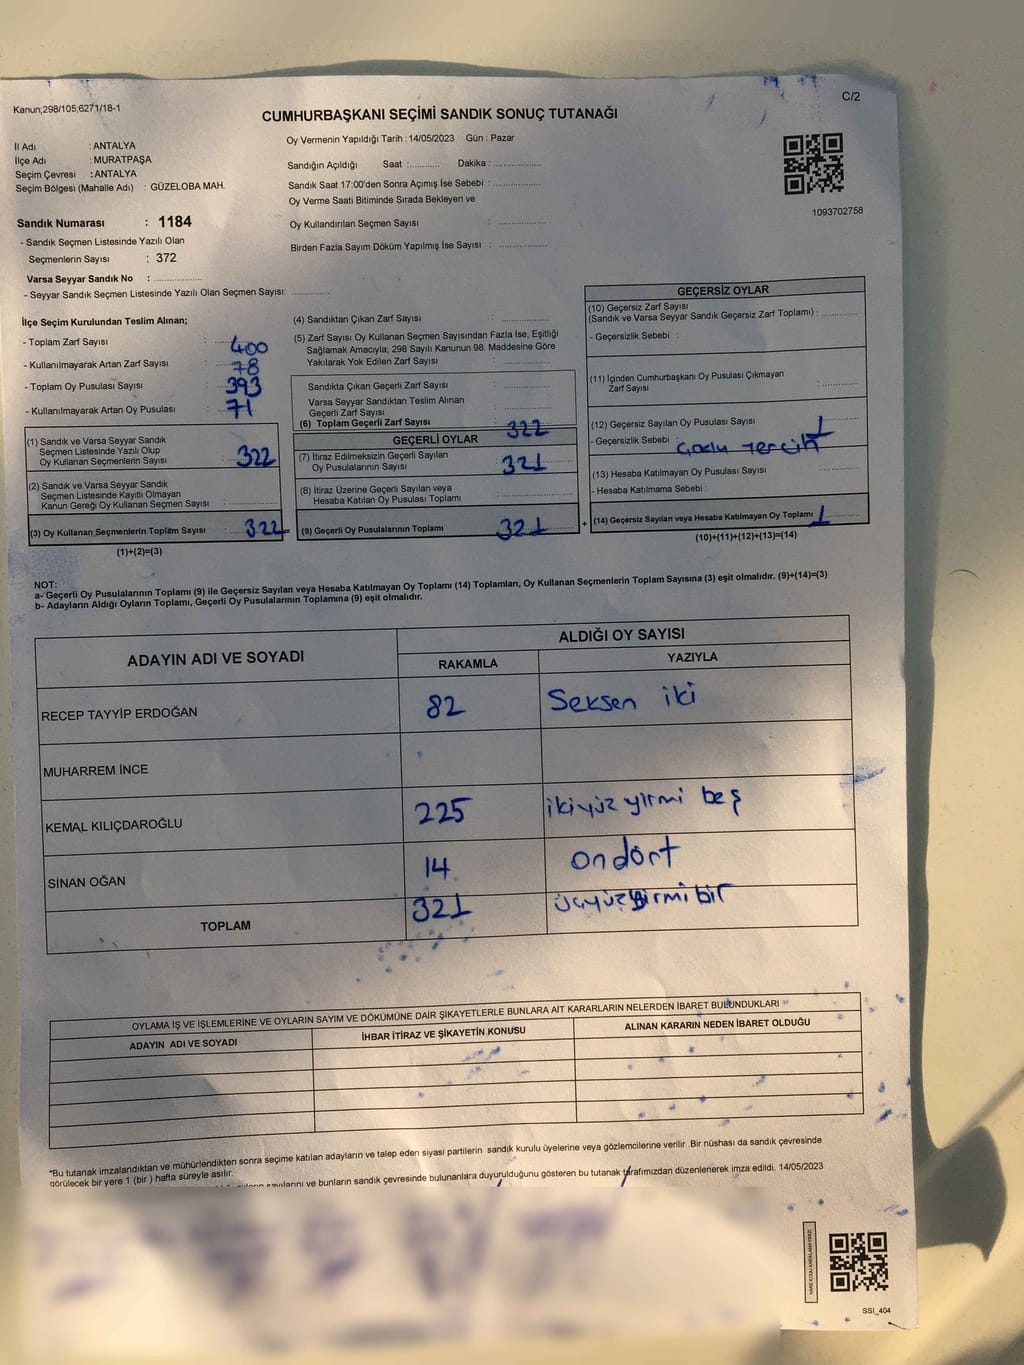 Kanun;298/105;6271/18-1
C/2
CUMHURBAŞKANI SEÇİMİ SANDIK SONUÇ TUTANAĞI
İl Adı : ANTALYA
İlçe Adı : MURATPAŞA
Seçim Çevresi : ANTALYA
Seçim Bölgesi (Mahalle Adı) : GÜZELOBA MAH.
Sandık Numarası : 1184
- Sandık Seçmen Listesinde Yazılı Olan
Seçmenlerin Sayısı : 372
Varsa Seyyar Sandık No : ..............
- Seyyar Sandık Seçmen Listesinde Yazılı Olan Seçmen Sayısı: ............
Oy Vermenin Yapıldığı Tarih : 14/05/2023 Gün : Pazar
Sandığın Açıldığı Saat :........... Dakika : ................
Sandık Saat 17:00'den Sonra Açımış İse Sebebi : ................
Oy Verme Saati Bitiminde Sırada Bekleyen ve
Oy Kullandırılan Seçmen Sayısı : ................
Birden Fazla Sayım Döküm Yapılmış İse Sayısı : ................
1093702758
İlçe Seçim Kurulundan Teslim Alınan;
- Toplam Zarf Sayısı : 400
- Kullanılmayarak Artan Zarf Sayısı : 78
- Toplam Oy Pusulası Sayısı : 393
- Kullanılmayarak Artan Oy Pusulası : 71
(1) Sandık ve Varsa Seyyar Sandık
Seçmen Listesinde Yazılı Olup
Oy Kullanan Seçmenlerin Sayısı : 322
(2) Sandık ve Varsa Seyyar Sandık
Seçmen Listesinde Kayıtlı Olmayan
Kanun Gereği Oy Kullanan Seçmen Sayısı : ................
(3) Oy Kullanan Seçmenlerin Toplam Sayısı : 322 =
(1)+(2)=(3)
(4) Sandıktan Çıkan Zarf Sayısı : ................
(5) Zarf Sayısı Oy Kullanan Seçmen Sayısından Fazla İse, Eşitliği
Sağlamak Amacıyla; 298 Sayılı Kanunun 98. Maddesine Göre
Yakılarak Yok Edilen Zarf Sayısı : ................
Sandıkta Çıkan Geçerli Zarf Sayısı : ................
Varsa Seyyar Sandıktan Teslim Alınan
Geçerli Zarf Sayısı : ................
(6) Toplam Geçerli Zarf Sayısı : 322
GEÇERLİ OYLAR
(7) İtiraz Edilmeksizin Geçerli Sayılan
Oy Pusulalarının Sayısı : 321
(8) İtiraz Üzerine Geçerli Sayılan veya
Hesaba Katılan Oy Pusulası Toplamı : ................
(9) Geçerli Oy Pusulalarının Toplamı : 321 +
GEÇERSİZ OYLAR
(10) Geçersiz Zarf Sayısı
(Sandık ve Varsa Seyyar Sandık Geçersiz Zarf Toplamı) : ............
- Geçersizlik Sebebi :
(11) İçinden Cumhurbaşkanı Oy Pusulası Çıkmayan
Zarf Sayısı : ............
(12) Geçersiz Sayılan Oy Pusulası Sayısı : 1
- Geçersizlik Sebebi : Çoklu Tercih
(13) Hesaba Katılmayan Oy Pusulası Sayısı : ............
- Hesaba Katılmama Sebebi :
(14) Geçersiz Sayılan veya Hesaba Katılmayan Oy Toplamı : 1
(10)+(11)+(12)+(13)=(14)
NOT:
a- Geçerli Oy Pusulalarının Toplamı (9) ile Geçersiz Sayılan veya Hesaba Katılmayan Oy Toplamı (14) Toplamları, Oy Kullanan Seçmenlerin Toplam Sayısına (3) eşit olmalıdır. (9)+(14)=(3)
b- Adayların Aldığı Oyların Toplamı, Geçerli Oy Pusulalarının Toplamına (9) eşit olmalıdır.
ADAYIN ADI VE SOYADI
ALDIĞI OY SAYISI
RAKAMLA YAZIYLA
RECEP TAYYİP ERDOĞAN 82 Seksen iki
MUHARREM İNCE
KEMAL KILIÇDAROĞLU 225 ikiyüz yirmi beş
SİNAN OĞAN 14 ondört
TOPLAM 321 üçyüz yirmi bir
OYLAMA İŞ VE İŞLEMLERİNE VE OYLARIN SAYIM VE DÖKÜMÜNE DAİR ŞİKAYETLERLE BUNLARA AİT KARARLARIN NELERDEN İBARET BULUNDUKLARI
ADAYIN ADI VE SOYADI İHBAR İTİRAZ VE ŞİKAYETİN KONUSU ALINAN KARARIN NEDEN İBARET OLDUĞU
*Bu tutanak imzalandıktan ve mühürlendikten sonra seçime katılan adayların ve talep eden siyasi partilerin sandık kurulu üyelerine veya gözlemcilerine verilir .Bir nüshası da sandık çevresinde
görülecek bir yere 1 (bir ) hafta süreyle asılır.
sayılarını ve bunların sandık çevresinde bulunanlara duyurulduğunu gösteren bu tutanak tarafımızdan düzenlenerek imza edildi. 14/05/2023
SSI_404